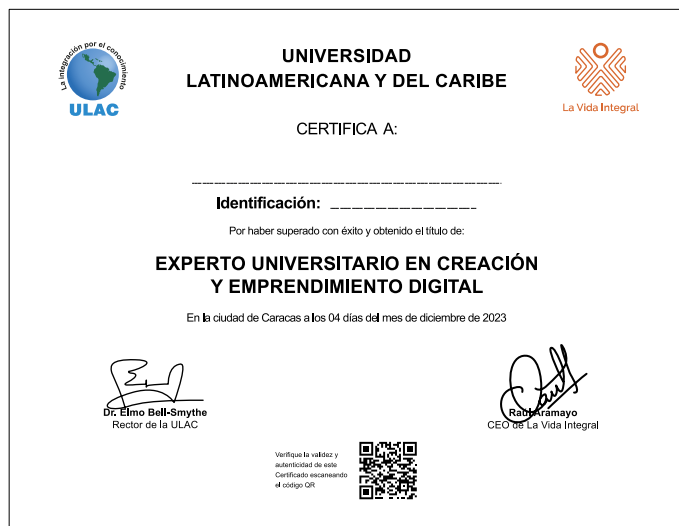 La integración por el conocimiento
ULAC
UNIVERSIDAD
LATINOAMERICANA Y DEL CARIBE
La Vida Integral
CERTIFICA A:
Identificación:
Por haber superado con éxito y obtenido el título de:
EXPERTO UNIVERSITARIO EN CREACIÓN
Y EMPRENDIMIENTO DIGITAL
En la ciudad de Caracas a los 04 días del mes de diciembre de 2023
Dr. Elmo Bell-Smythe
Rector de la ULAC
Raúl Aramayo
CEO de La Vida Integral
Verifique la validez y
autenticidad de este
Certificado escaneando
el código QR